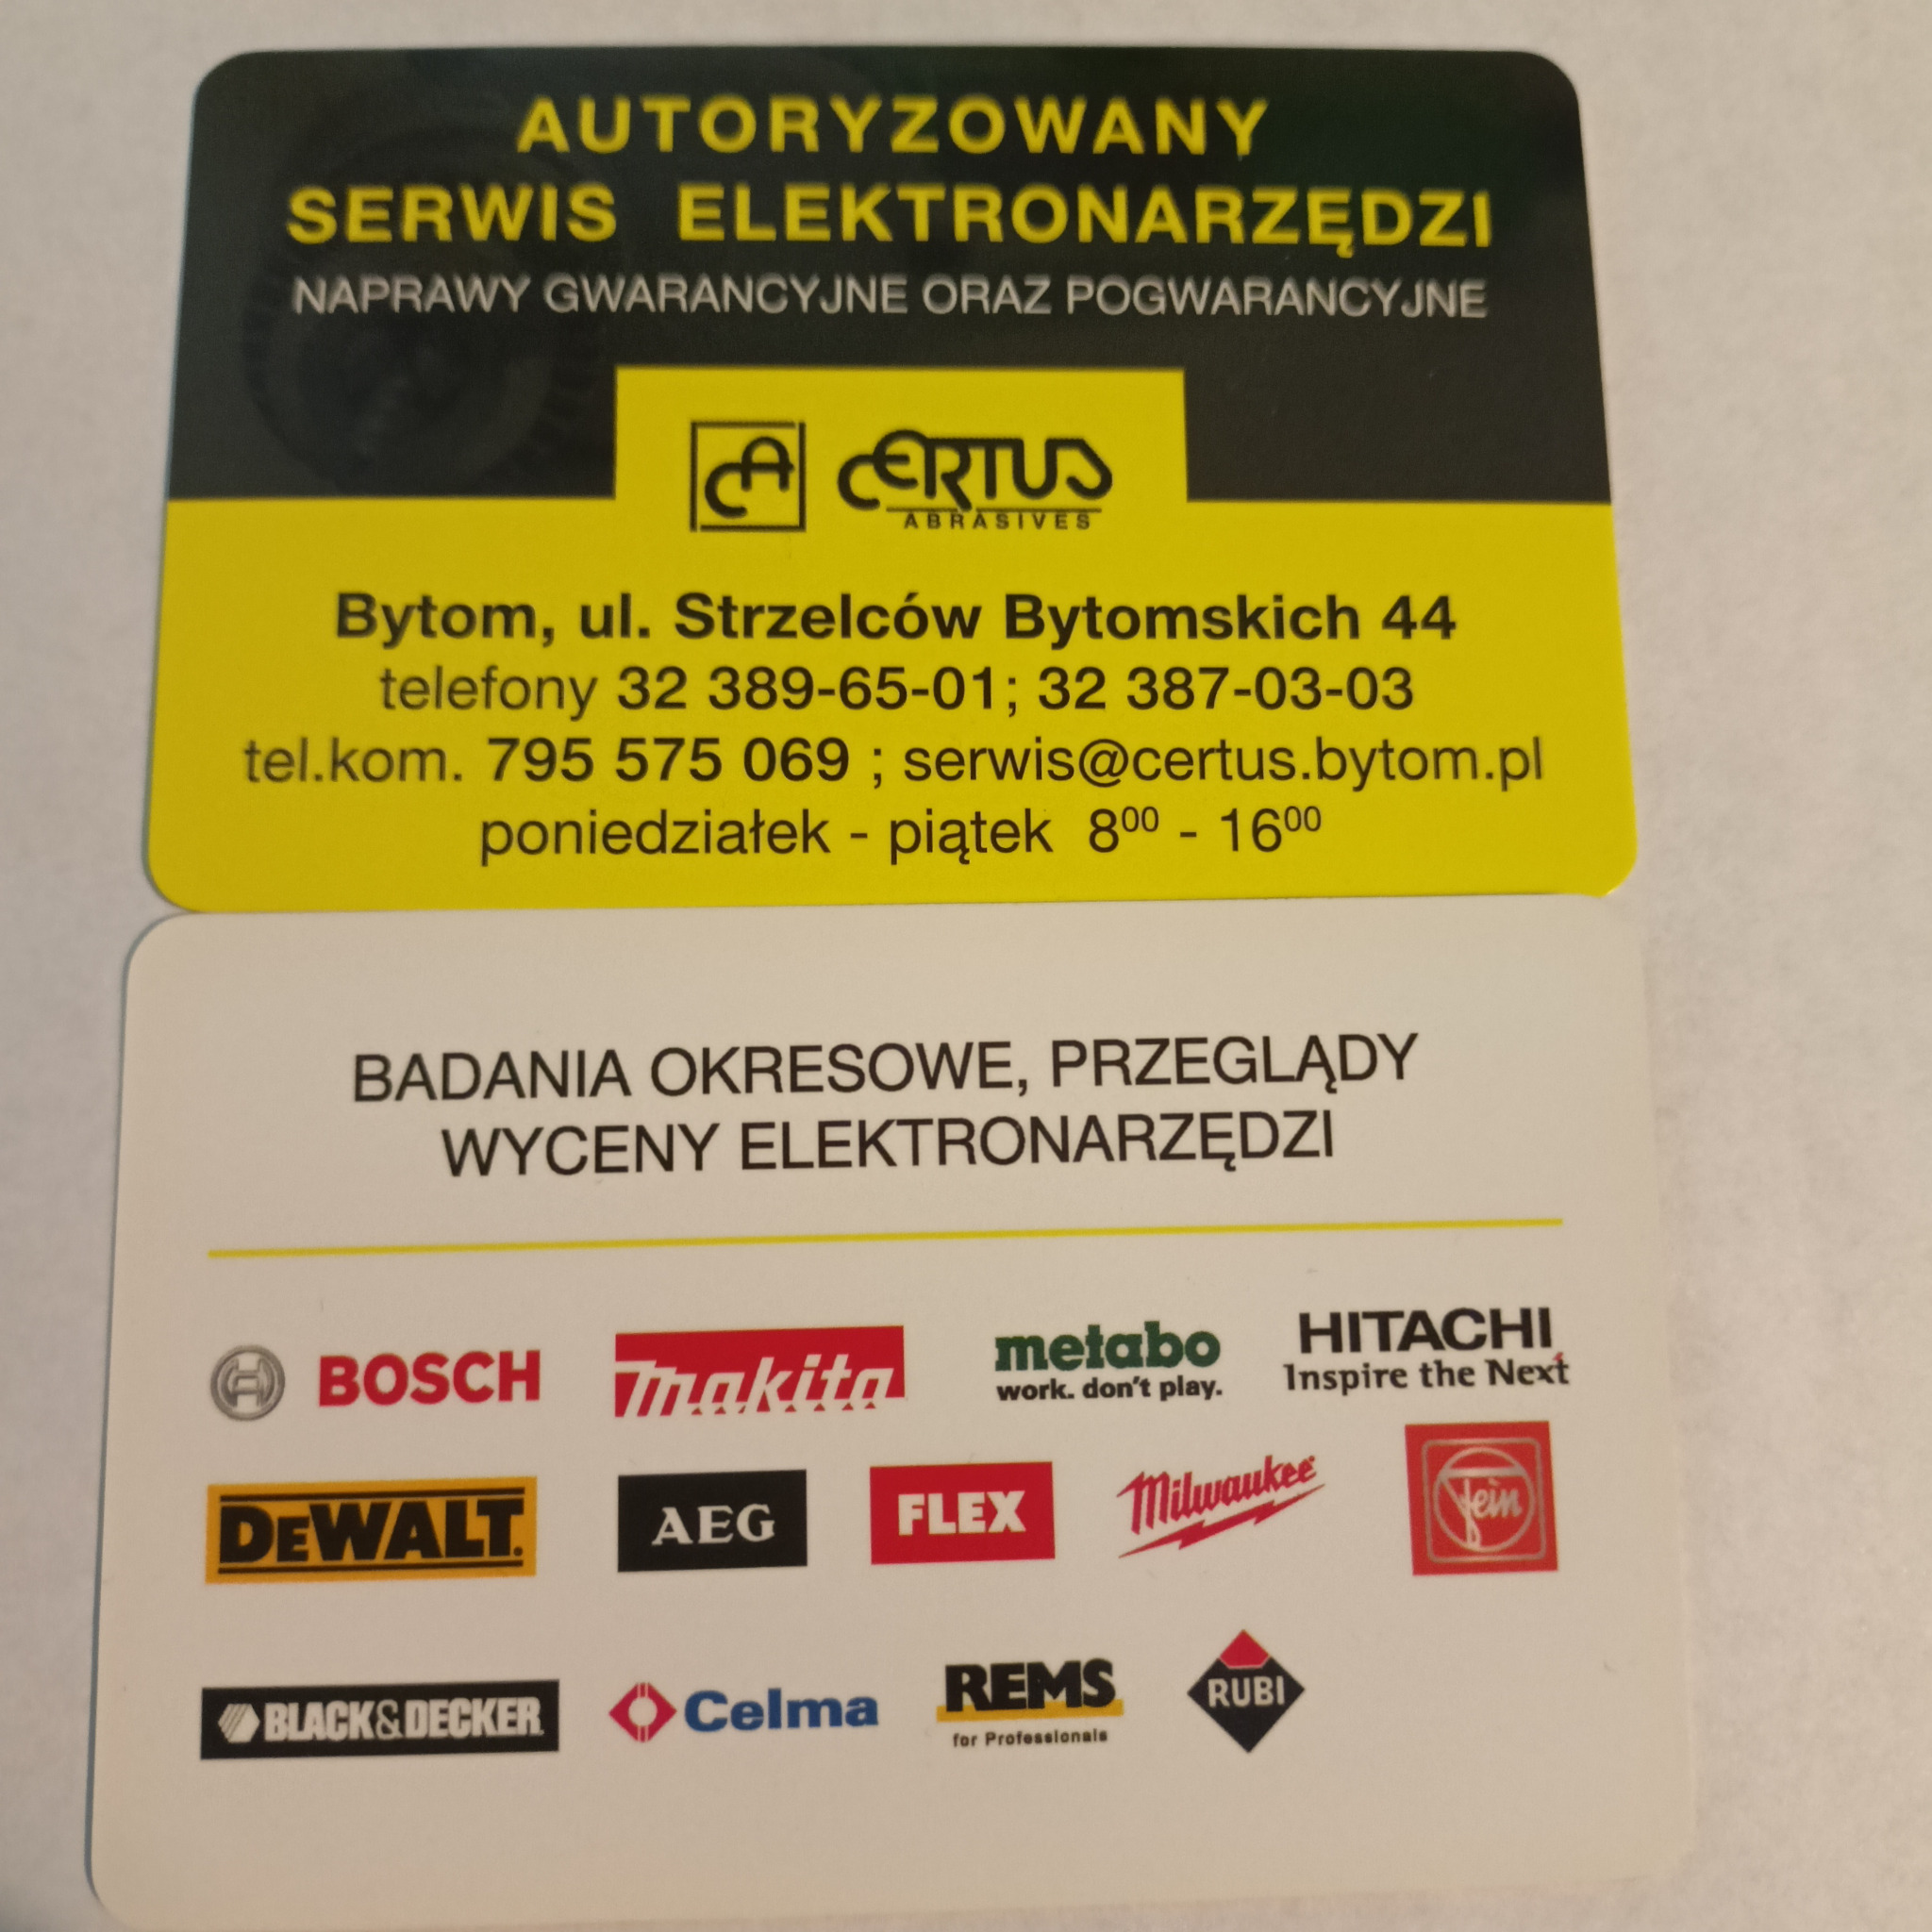 AUTORYZOWANY
SERWIS ELEKTRONARZĘDZI
NAPRAWY GWARANCYJNE ORAZ POGWARANCYJNE
CA CERTUS
ABRASIVES
Bytom, ul. Strzelców Bytomskich 44
telefony 32 389-65-01; 32 387-03-03
tel.kom. 795 575 069 ; serwis@certus.bytom.pl
poniedziałek - piątek 8⁰⁰ - 16⁰⁰
BADANIA OKRESOWE, PRZEGLĄDY
WYCENY ELEKTRONARZĘDZI
BOSCH makita metabo HITACHI
work. don't play. Inspire the Next
DEWALT. AEG FLEX Milwaukee fein
BLACK&DECKER Celma REMS RUBI
for Professionals